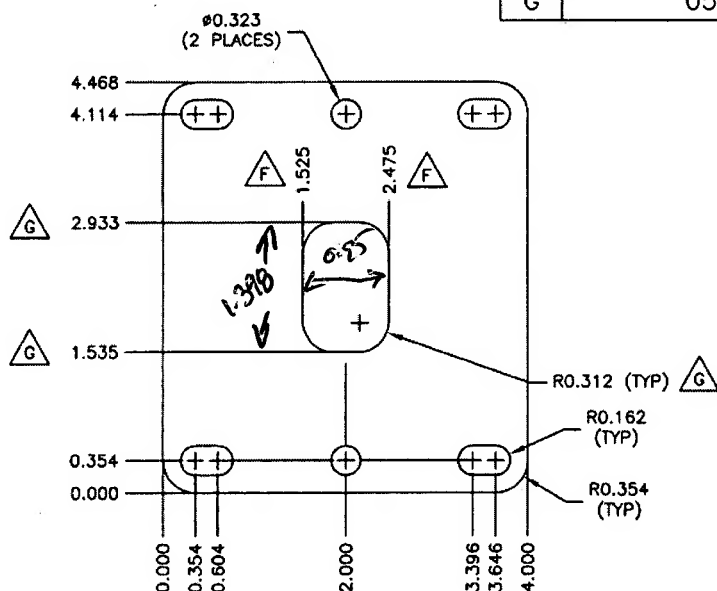 G 05
ø0.323
(2 PLACES)
4.468
4.114
F 1.525 2.475 F
G 2.933
0.95
1.398
G 1.535
R0.312 (TYP) G
R0.162
(TYP)
0.354
0.000
R0.354
(TYP)
0.000 0.354 0.604 2.000 3.396 3.646 4.000